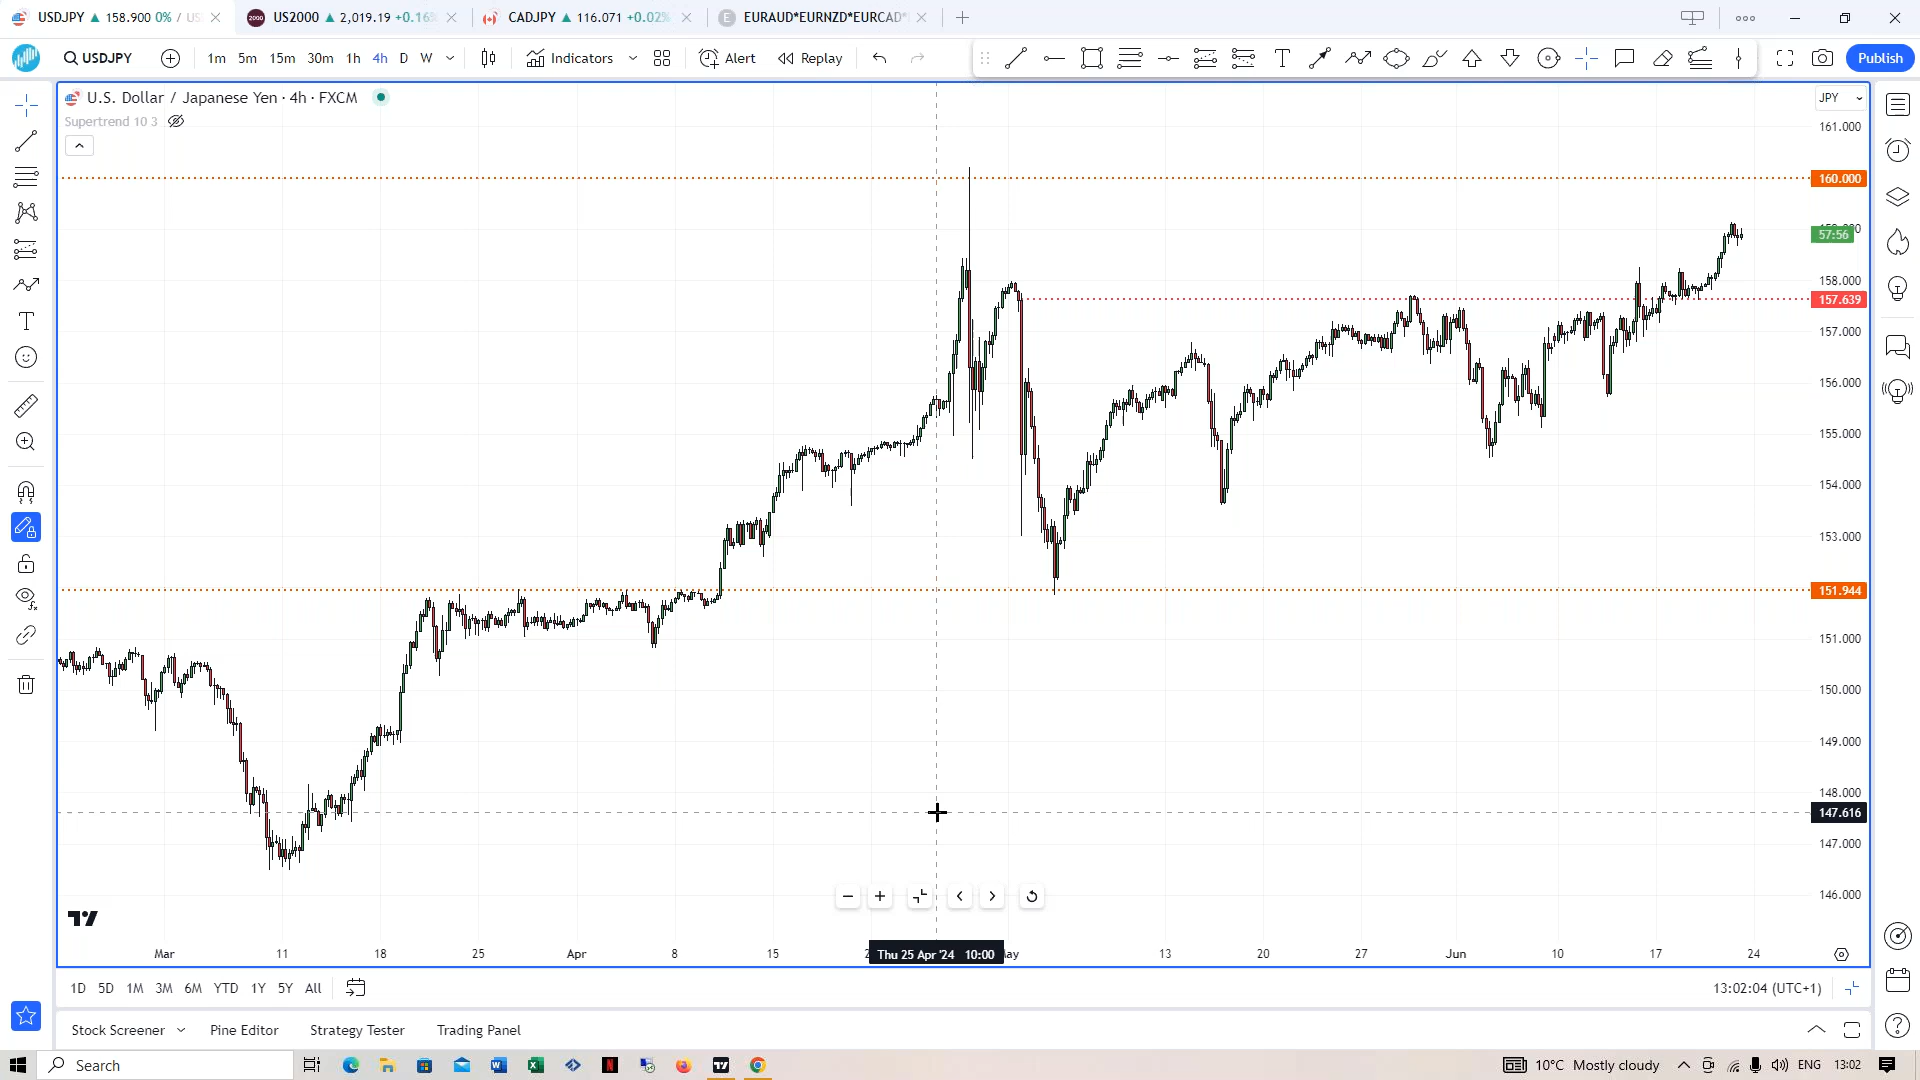 USDJPY ▲ 158.900 0% / US
US2000 ▲ 2,019.19 +0.16%
CADJPY ▲ 116.071 +0.02%
EURAUD*EURNZD*EURCAD*
USDJPY
1m 5m 15m 30m 1h 4h D W
Indicators
Alert
Replay
Publish
U.S. Dollar / Japanese Yen · 4h · FXCM
JPY
Supertrend 10 3
161.000
160.000
57:56
158.000
157.639
157.000
156.000
155.000
154.000
153.000
151.944
151.000
150.000
149.000
148.000
147.616
147.000
146.000
Mar 11 18 25 Apr 8 15 Thu 25 Apr '24 10:00 13 20 27 Jun 10 17 24
1D 5D 1M 3M 6M YTD 1Y 5Y All
13:02:04 (UTC+1)
Stock Screener Pine Editor Strategy Tester Trading Panel
Search
10°C Mostly cloudy
ENG 13:02